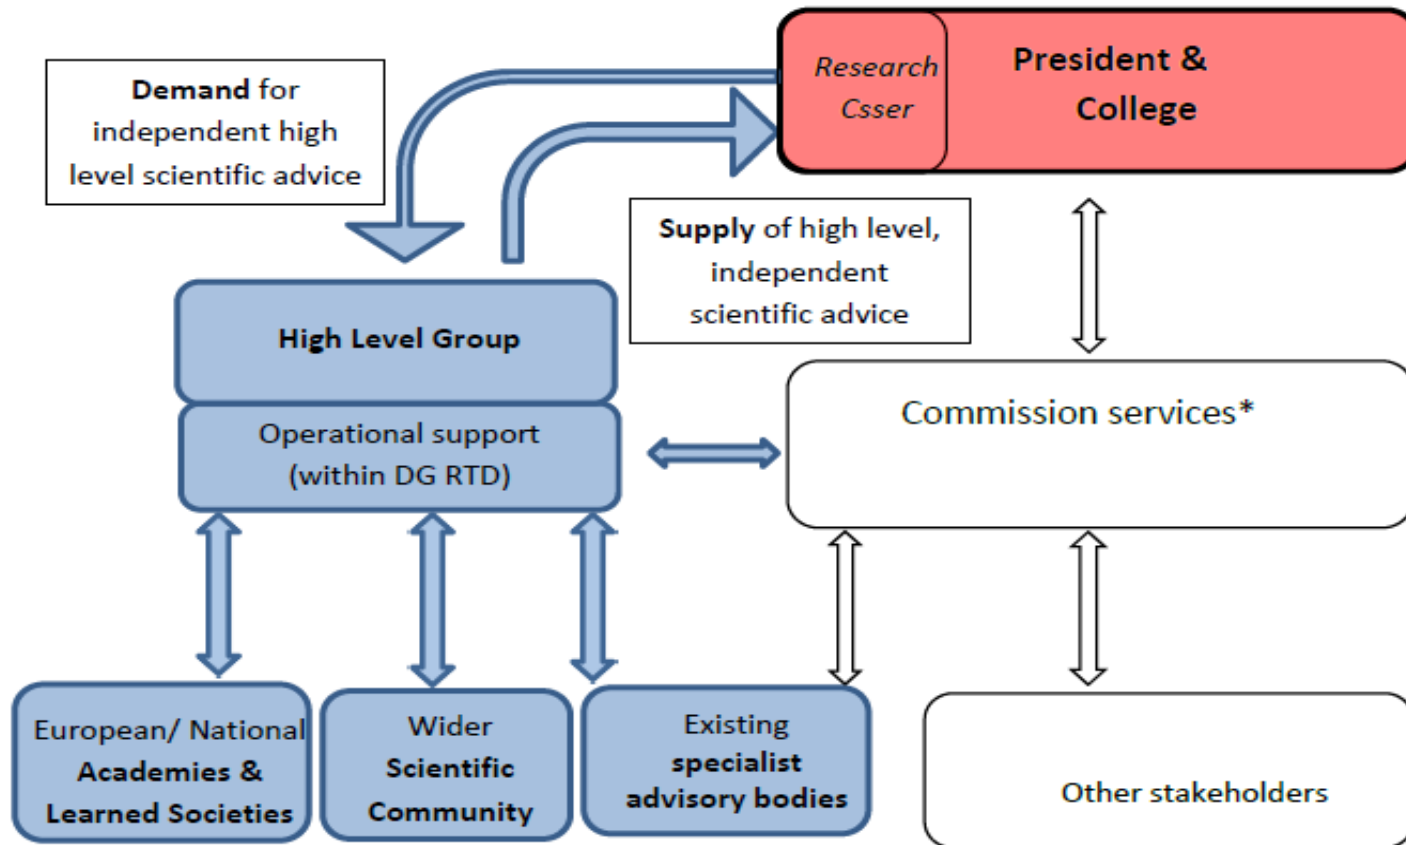 Demand for
independent high
level scientific advice
Research
Csser
President &
College
Supply of high level,
independent
scientific advice
High Level Group
Operational support
(within DG RTD)
Commission services*
European/ National
Academies &
Learned Societies
Wider
Scientific
Community
Existing
specialist
advisory bodies
Other stakeholders